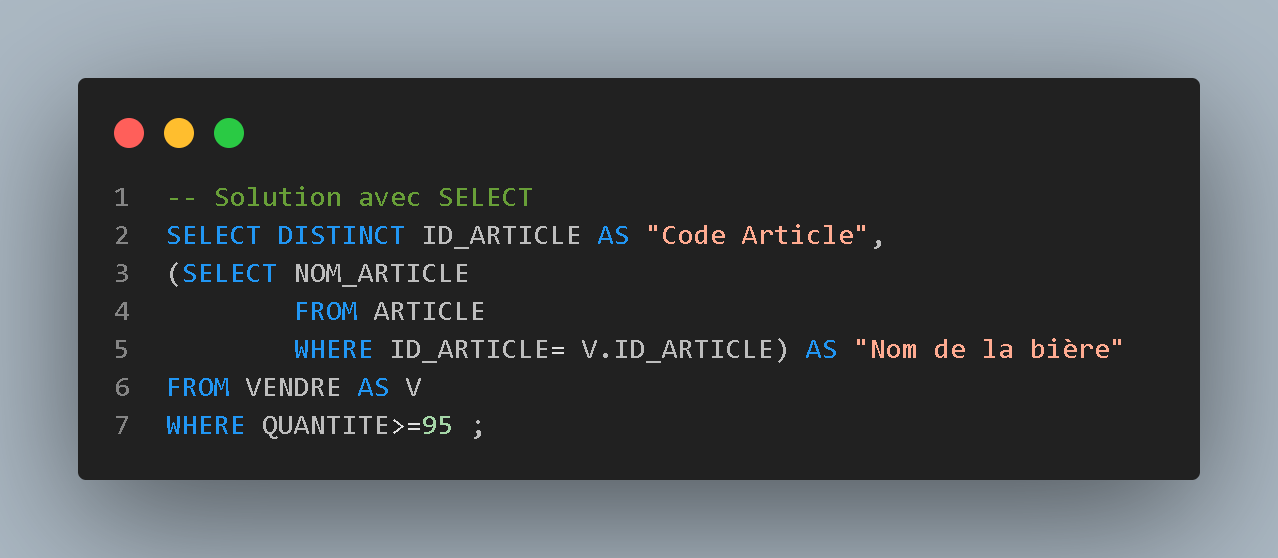 1 -- Solution avec SELECT
2 SELECT DISTINCT ID_ARTICLE AS "Code Article",
3 (SELECT NOM_ARTICLE
4         FROM ARTICLE
5         WHERE ID_ARTICLE= V.ID_ARTICLE) AS "Nom de la bière"
6 FROM VENDRE AS V
7 WHERE QUANTITE>=95 ;